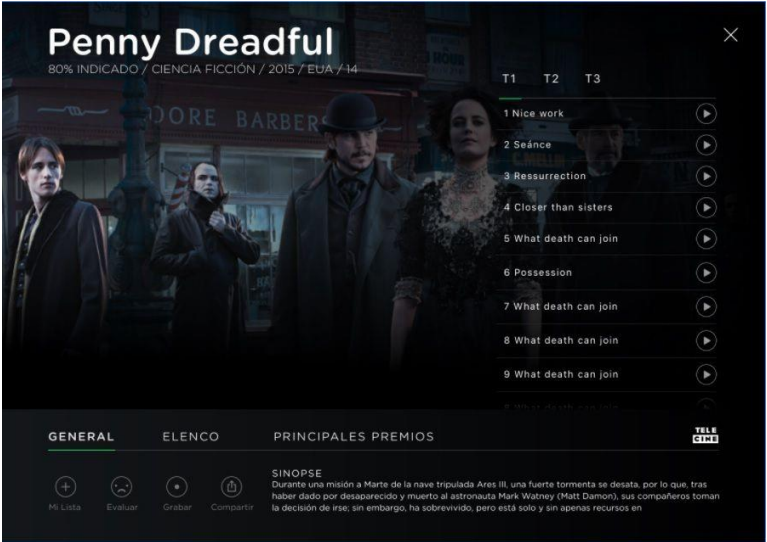 Penny Dreadful
80% INDICADO / CIENCIA FICCIÓN / 2015 / EUA / 14
DORE BARBERS
T1 T2 T3
1 Nice work
2 Seánce
3 Ressurrection
4 Closer than sisters
5 What death can join
6 Possession
7 What death can join
8 What death can join
9 What death can join
GENERAL ELENCO PRINCIPALES PREMIOS
TELE
CINE
Mi Lista Evaluar Grabar Compartir
SINOPSE
Durante una misión a Marte de la nave tripulada Ares III, una fuerte tormenta se desata, por lo que, tras
haber dado por desaparecido y muerto al astronauta Mark Watney (Matt Damon), sus compañeros toman
la decisión de irse; sin embargo, ha sobrevivido, pero está solo y sin apenas recursos en